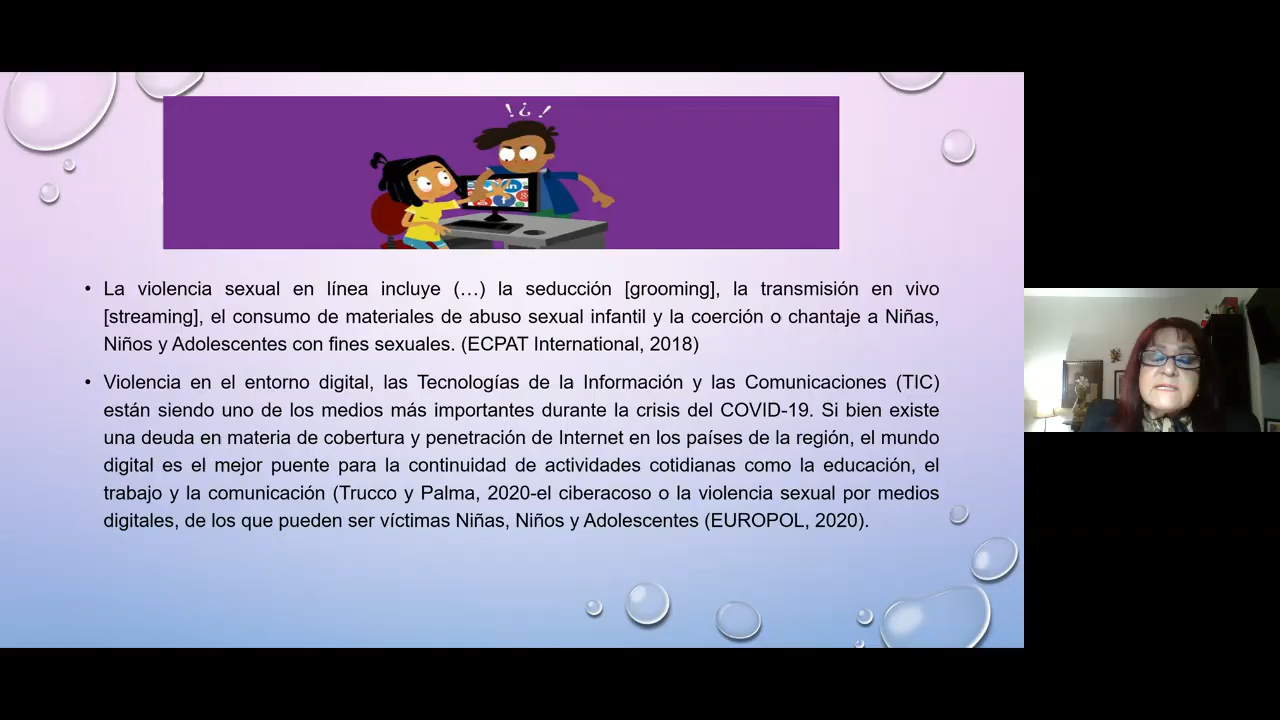 ! ¿ !
• La violencia sexual en línea incluye (…) la seducción [grooming], la transmisión en vivo
[streaming], el consumo de materiales de abuso sexual infantil y la coerción o chantaje a Niñas,
Niños y Adolescentes con fines sexuales. (ECPAT International, 2018)
• Violencia en el entorno digital, las Tecnologías de la Información y las Comunicaciones (TIC)
están siendo uno de los medios más importantes durante la crisis del COVID-19. Si bien existe
una deuda en materia de cobertura y penetración de Internet en los países de la región, el mundo
digital es el mejor puente para la continuidad de actividades cotidianas como la educación, el
trabajo y la comunicación (Trucco y Palma, 2020-el ciberacoso o la violencia sexual por medios
digitales, de los que pueden ser víctimas Niñas, Niños y Adolescentes (EUROPOL, 2020).